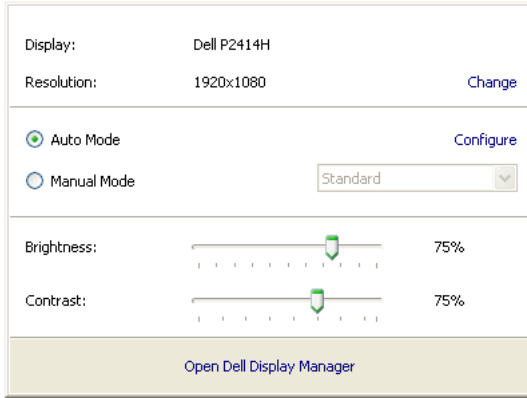 Display: Dell P2414H
Resolution: 1920x1080 Change
Auto Mode Configure
Manual Mode Standard
Brightness: 75%
Contrast: 75%
Open Dell Display Manager